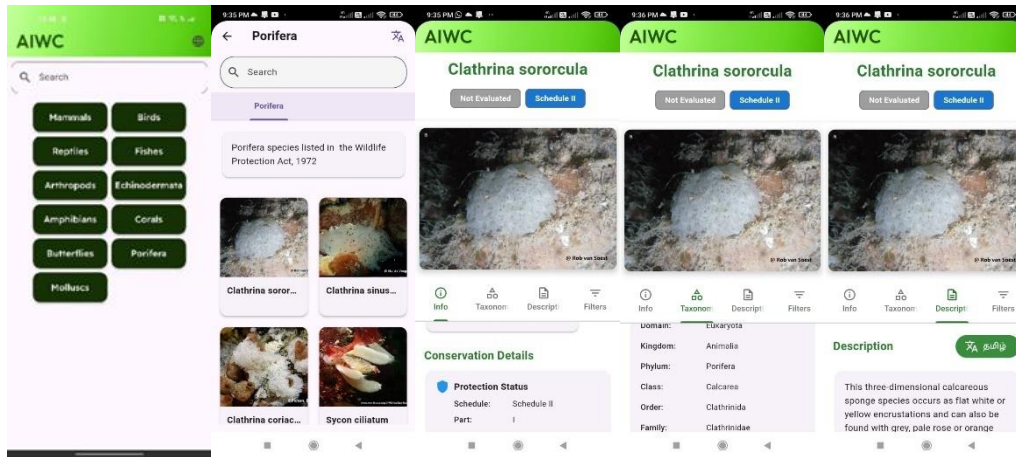 AIWC
Search
Mammals
Birds
Reptiles
Fishes
Arthropods
Echinodermata
Amphibians
Corals
Butterflies
Porifera
Molluscs
9:35 PM
Porifera
Search
Porifera
Porifera species listed in the Wildlife
Protection Act, 1972
Clathrina soror...
Clathrina sinus...
Clathrina coriac...
Sycon ciliatum
9:35 PM
AIWC
Clathrina sororcula
Not Evaluated
Schedule II
@ Rob van Soest
Info
Taxonom
Descripti
Filters
Conservation Details
Protection Status
Schedule: Schedule II
Part: I
9:36 PM
AIWC
Clathrina sororcula
Not Evaluated
Schedule II
@ Rob van Soest
Info
Taxonom
Descripti
Filters
Domain: Eukaryota
Kingdom: Animalia
Phylum: Porifera
Class: Calcarea
Order: Clathrinida
Family: Clathrinidae
9:36 PM
AIWC
Clathrina sororcula
Not Evaluated
Schedule II
@ Rob van Soest
Info
Taxonom
Descripti
Filters
Description
தமிழ்
This three-dimensional calcareous
sponge species occurs as flat white or
yellow encrustations and can also be
found with grey, pale rose or orange